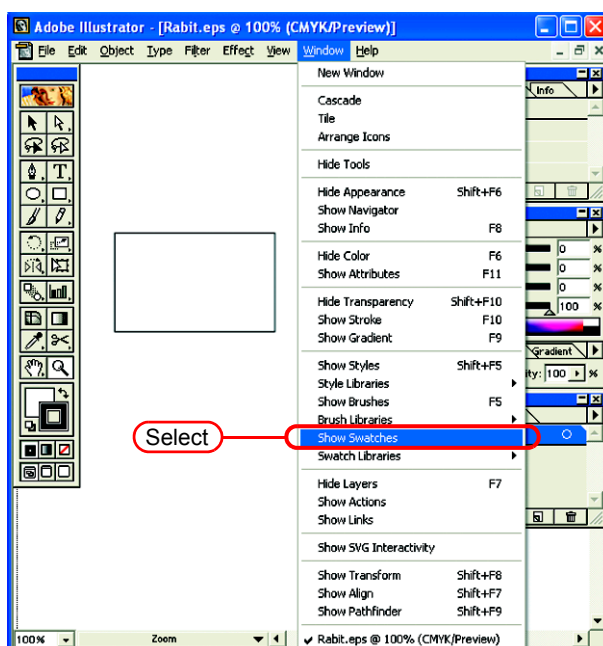 Adobe Illustrator - [Rabit.eps @ 100% (CMYK/Preview)]
File Edit Object Type Filter Effect View Window Help
New Window
Cascade
Tile
Arrange Icons
Hide Tools
Hide Appearance Shift+F6
Show Navigator
Show Info F8
Hide Color F6
Show Attributes F11
Hide Transparency Shift+F10
Show Stroke F10
Show Gradient F9
Show Styles Shift+F5
Style Libraries
Show Brushes F5
Brush Libraries
Show Swatches
Swatch Libraries
Hide Layers F7
Show Actions
Show Links
Show SVG Interactivity
Show Transform Shift+F8
Show Align Shift+F7
Show Pathfinder Shift+F9
Rabit.eps @ 100% (CMYK/Preview)
Select
Info
0 %
0 %
0 %
100 %
Gradient
ity: 100 %
T
100% Zoom